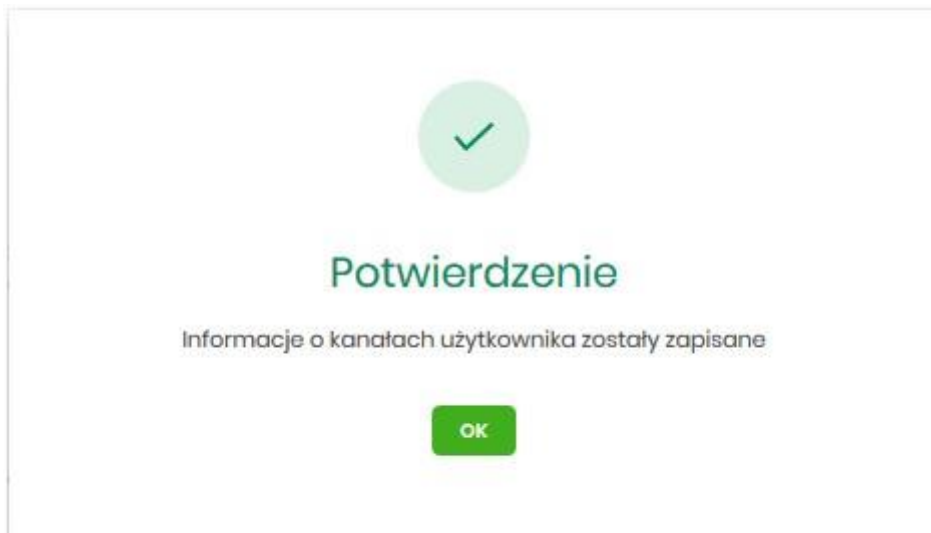 Potwierdzenie
Informacje o kanałach użytkownika zostały zapisane
OK